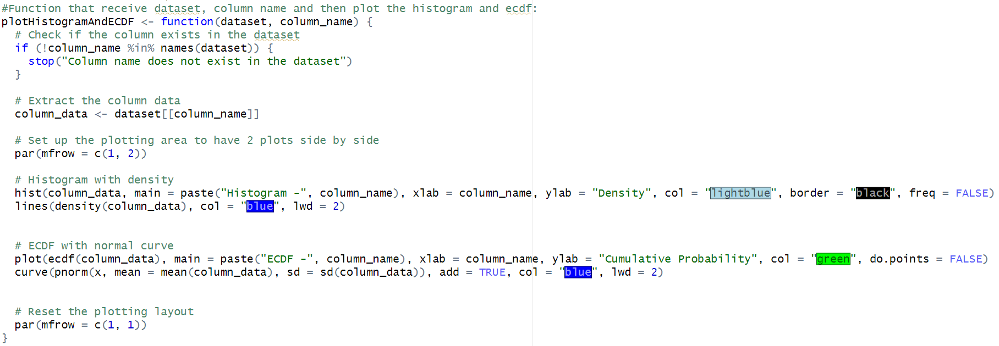 #Function that receive dataset, column name and then plot the histogram and ecdf:
plotHistogramAndECDF <- function(dataset, column_name) {
  # Check if the column exists in the dataset
  if (!column_name %in% names(dataset)) {
    stop("Column name does not exist in the dataset")
  }
  # Extract the column data
  column_data <- dataset[[column_name]]
  # Set up the plotting area to have 2 plots side by side
  par(mfrow = c(1, 2))
  # Histogram with density
  hist(column_data, main = paste("Histogram -", column_name), xlab = column_name, ylab = "Density", col = "lightblue", border = "black", freq = FALSE)
  lines(density(column_data), col = "blue", lwd = 2)
  # ECDF with normal curve
  plot(ecdf(column_data), main = paste("ECDF -", column_name), xlab = column_name, ylab = "Cumulative Probability", col = "green", do.points = FALSE)
  curve(pnorm(x, mean = mean(column_data), sd = sd(column_data)), add = TRUE, col = "blue", lwd = 2)
  # Reset the plotting layout
  par(mfrow = c(1, 1))
}